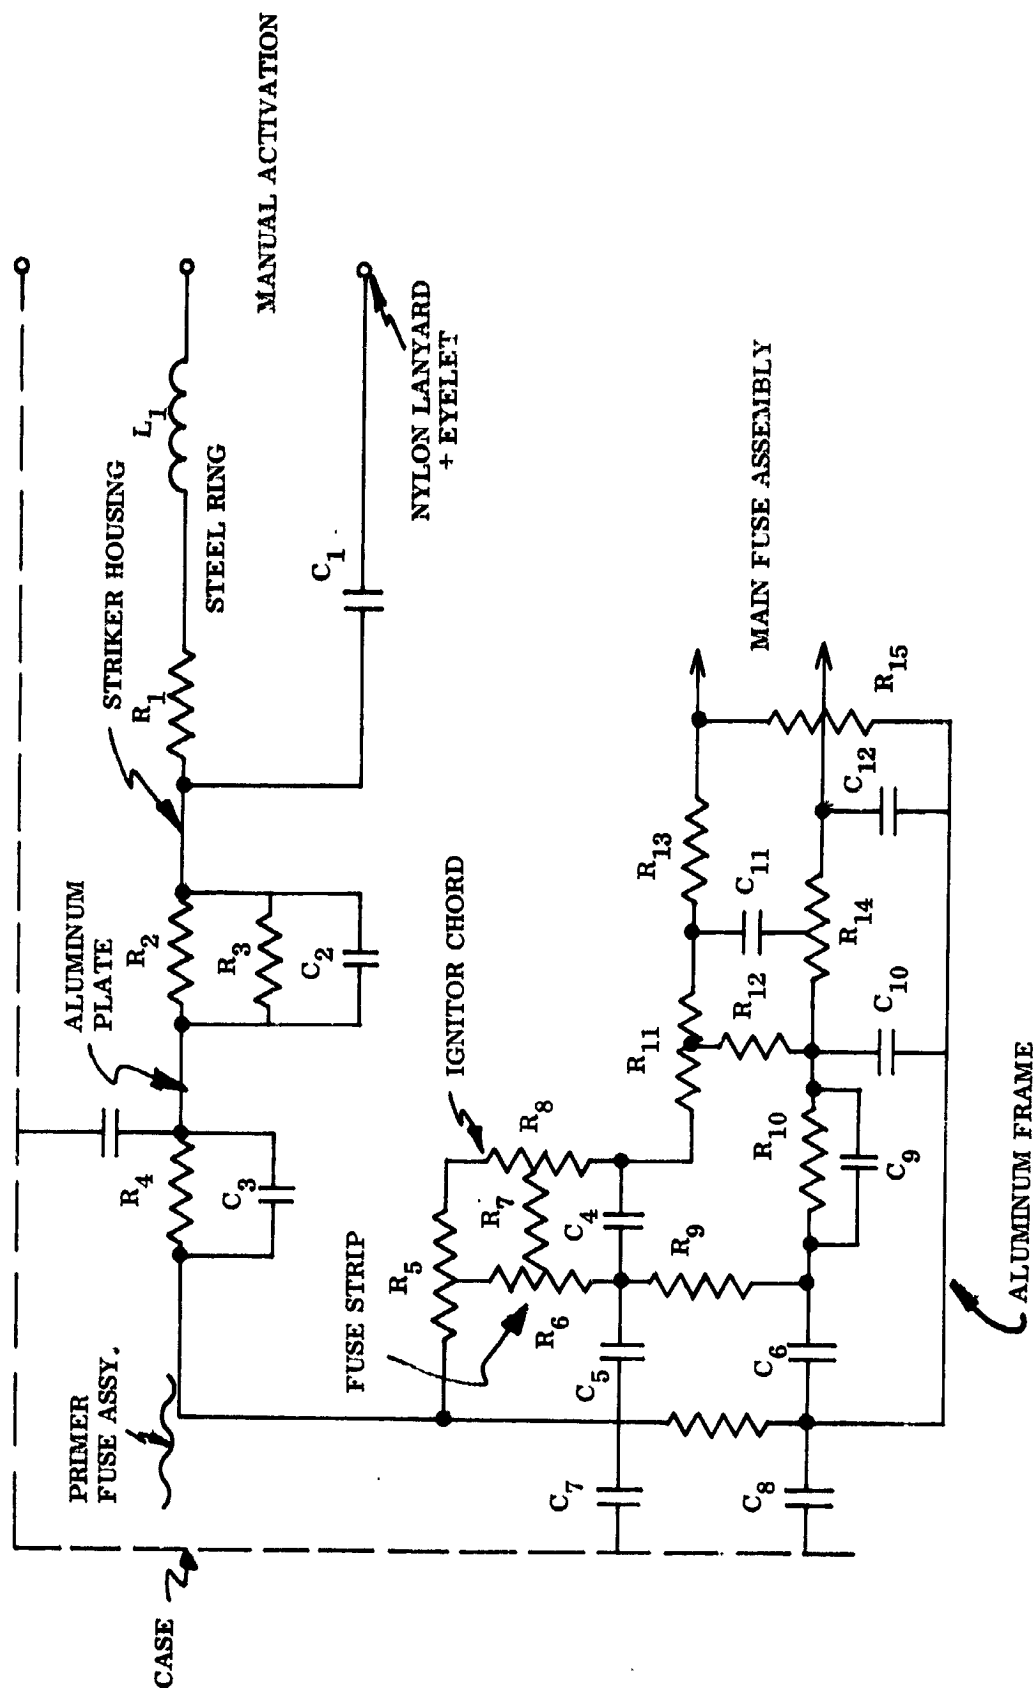 CASE
PRIMER
FUSE ASSY.
R4
C3
ALUMINUM
PLATE
R2
R3
C2
STRIKER HOUSING
R1
L1
STEEL RING
C1
MANUAL ACTIVATION
NYLON LANYARD
+ EYELET
FUSE STRIP
R5
R6
R7
R8
IGNITOR CHORD
C4
C5
R9
C7
C6
C8
R11
R12
R13
C11
R10
C9
R14
C10
C12
R15
MAIN FUSE ASSEMBLY
ALUMINUM FRAME